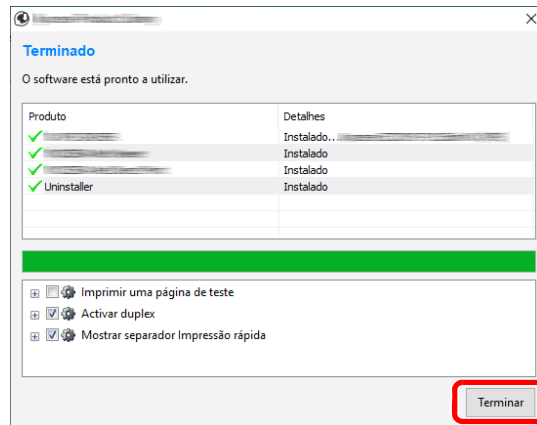 Terminado
O software está pronto a utilizar.
Produto Detalhes
Instalado..
Instalado
Instalado
Uninstaller Instalado
Imprimir uma página de teste
Activar duplex
Mostrar separador Impressão rápida
Terminar